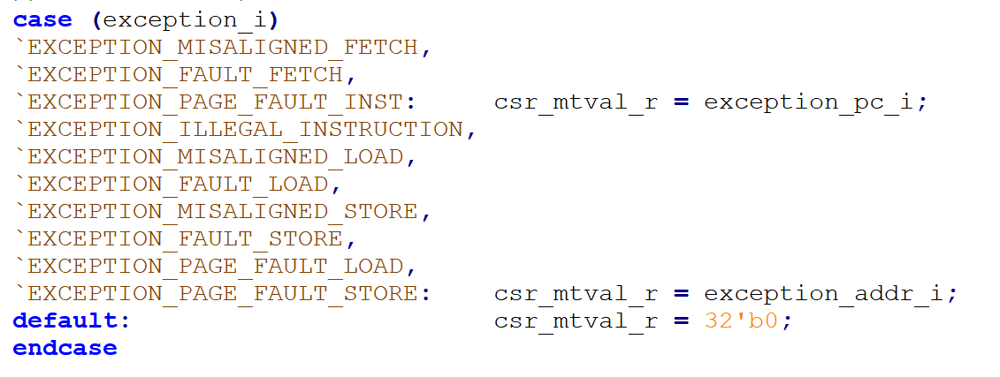 case (exception_i)
`EXCEPTION_MISALIGNED_FETCH,
`EXCEPTION_FAULT_FETCH,
`EXCEPTION_PAGE_FAULT_INST:     csr_mtval_r = exception_pc_i;
`EXCEPTION_ILLEGAL_INSTRUCTION,
`EXCEPTION_MISALIGNED_LOAD,
`EXCEPTION_FAULT_LOAD,
`EXCEPTION_MISALIGNED_STORE,
`EXCEPTION_FAULT_STORE,
`EXCEPTION_PAGE_FAULT_LOAD,
`EXCEPTION_PAGE_FAULT_STORE:    csr_mtval_r = exception_addr_i;
default:                        csr_mtval_r = 32'b0;
endcase